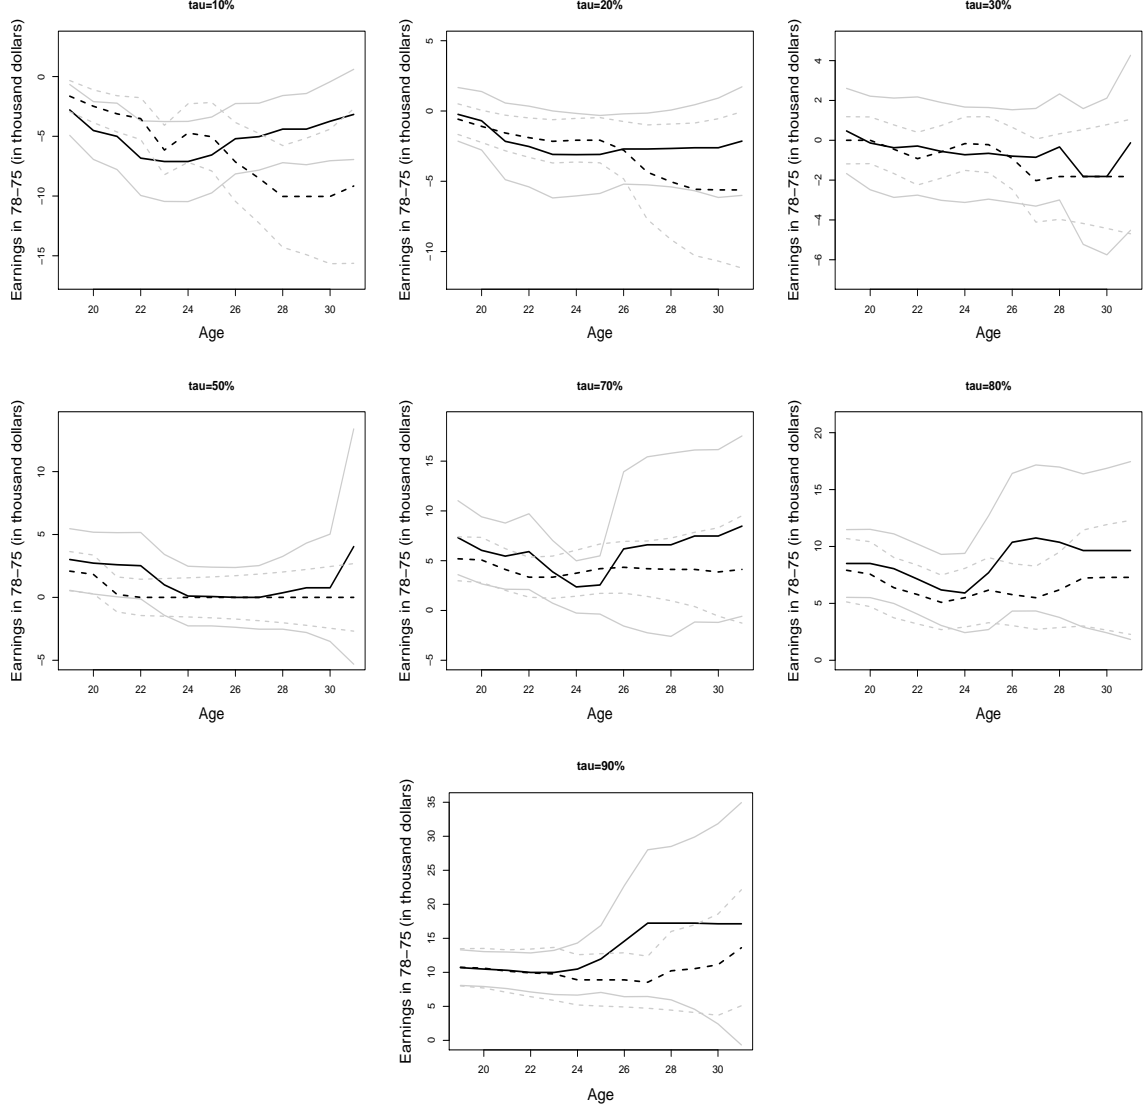 tau=10%
Earnings in 78−75 (in thousand dollars)
0
−5
−10
−15
20 22 24 26 28 30
Age
tau=20%
Earnings in 78−75 (in thousand dollars)
5
0
−5
−10
20 22 24 26 28 30
Age
tau=30%
Earnings in 78−75 (in thousand dollars)
4
2
0
−2
−4
−6
20 22 24 26 28 30
Age
tau=50%
Earnings in 78−75 (in thousand dollars)
10
5
0
−5
20 22 24 26 28 30
Age
tau=70%
Earnings in 78−75 (in thousand dollars)
15
10
5
0
−5
20 22 24 26 28 30
Age
tau=80%
Earnings in 78−75 (in thousand dollars)
20
15
10
5
0
20 22 24 26 28 30
Age
tau=90%
Earnings in 78−75 (in thousand dollars)
35
30
25
20
15
10
5
0
20 22 24 26 28 30
Age